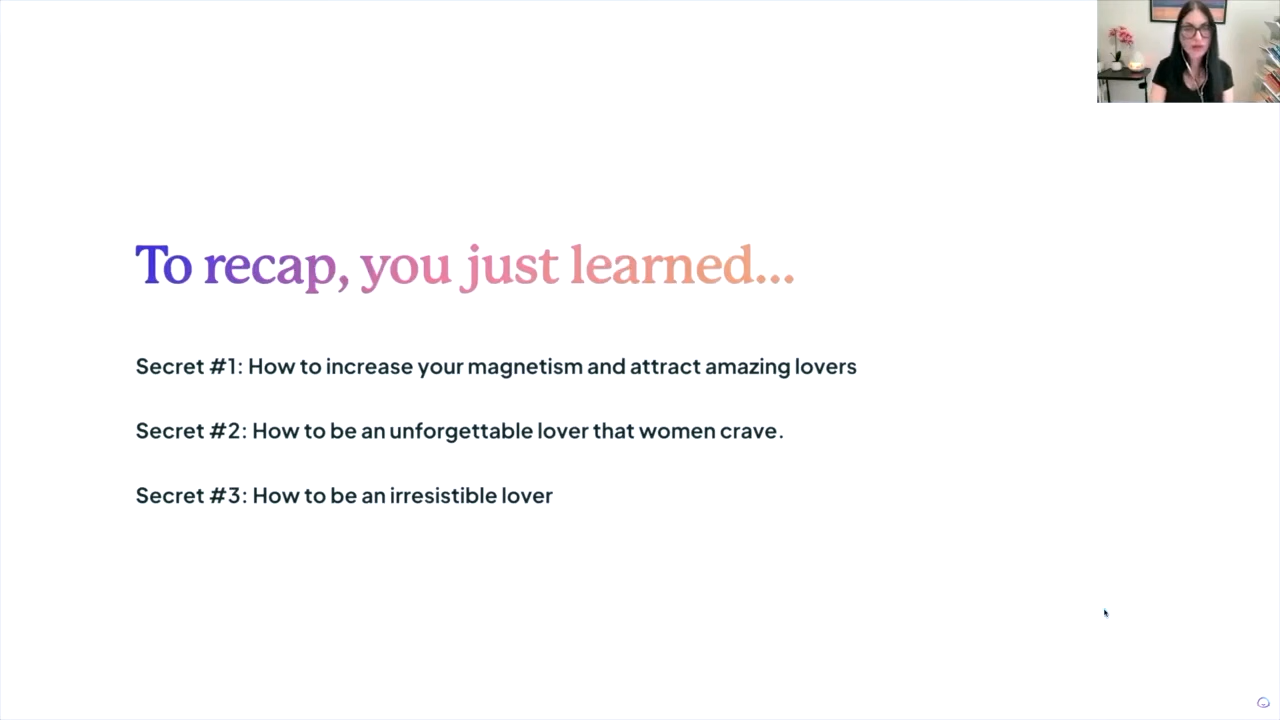 To recap, you just learned...
Secret #1: How to increase your magnetism and attract amazing lovers
Secret #2: How to be an unforgettable lover that women crave.
Secret #3: How to be an irresistible lover